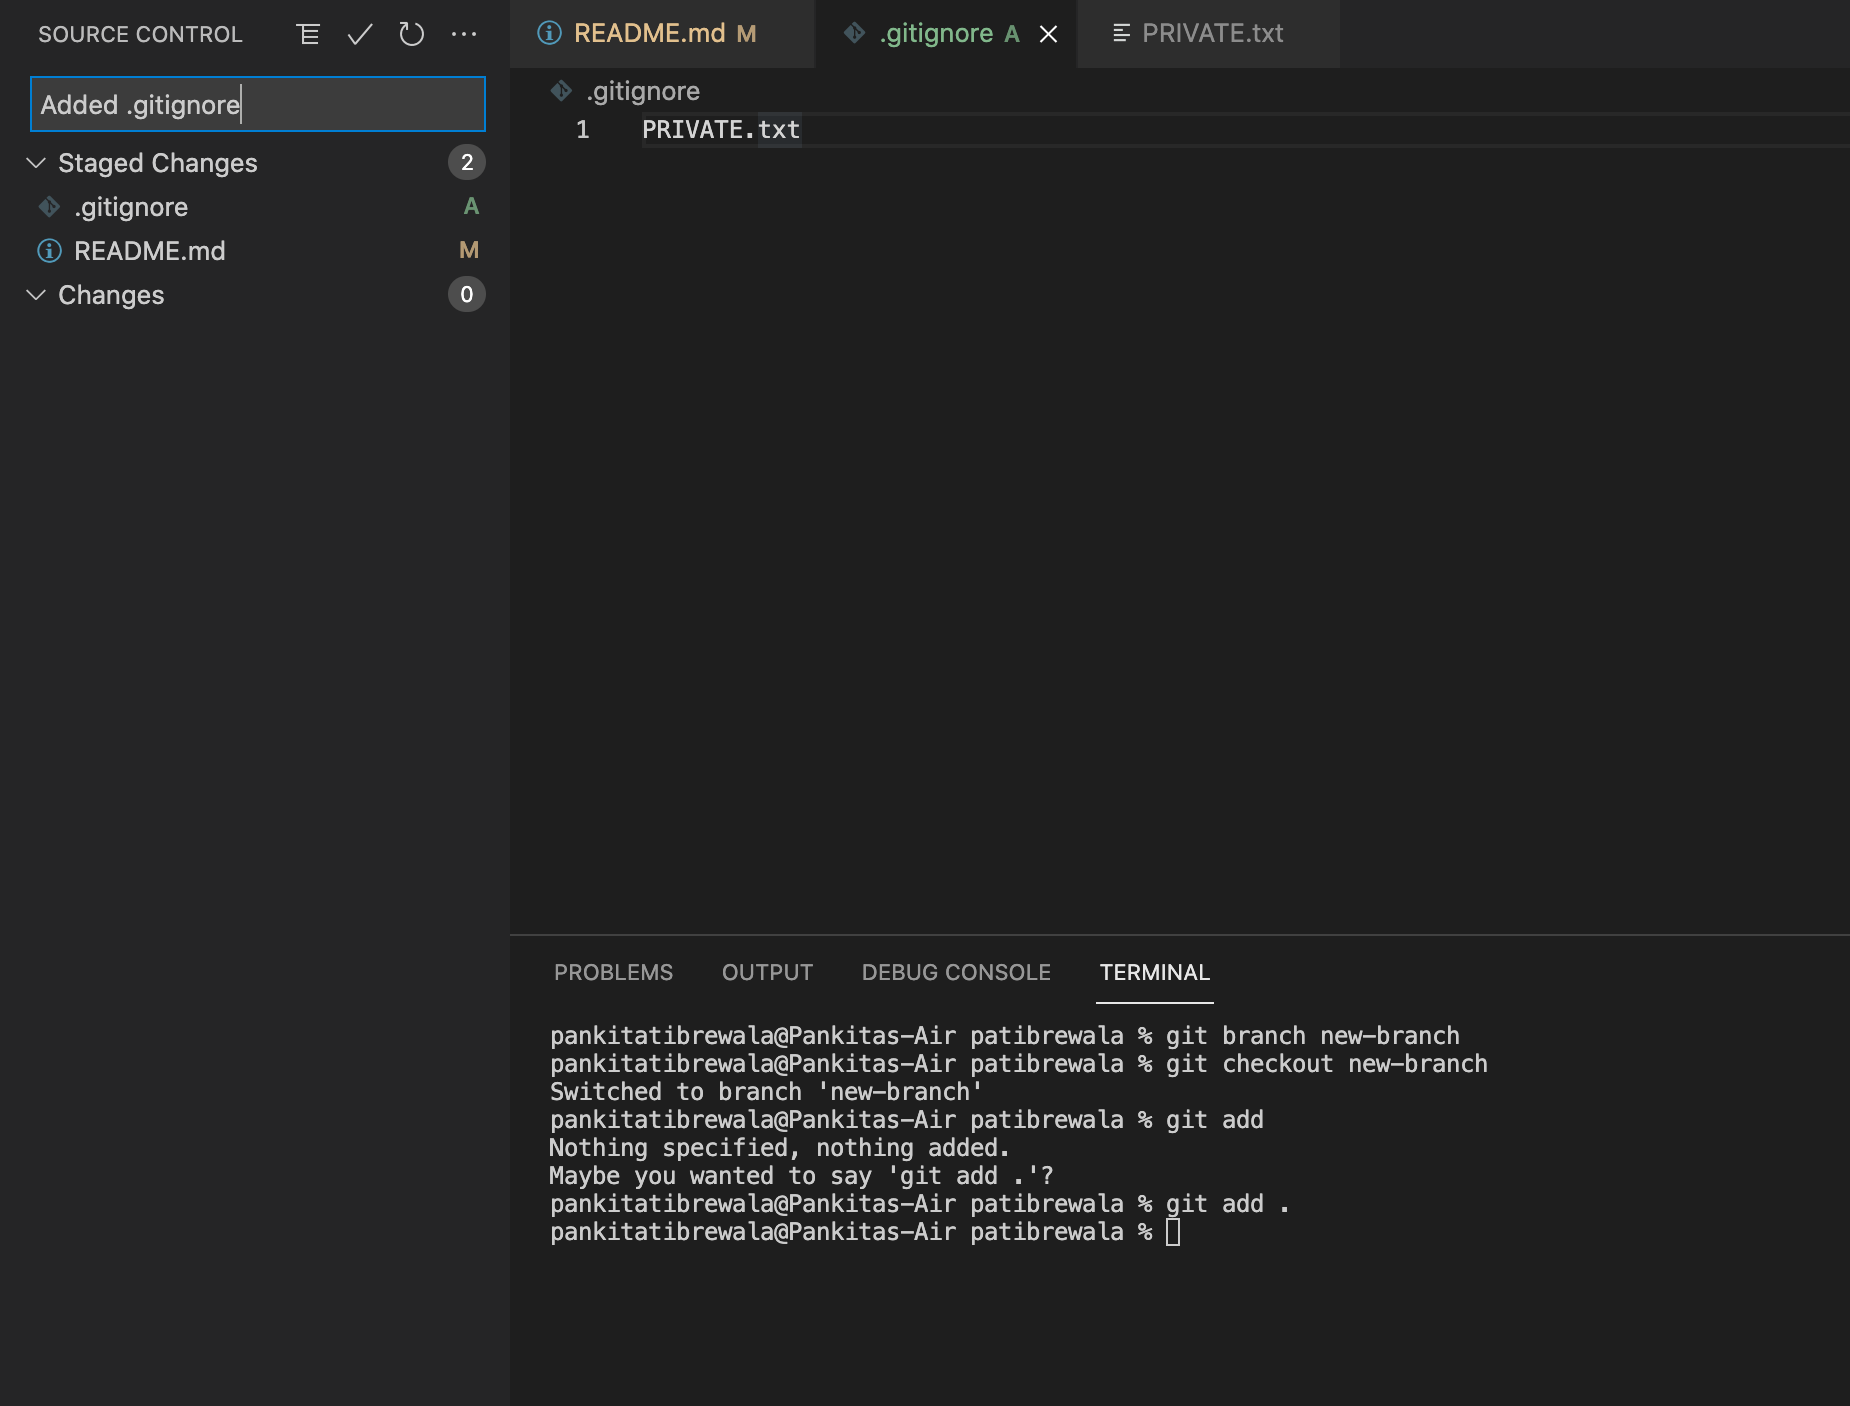 SOURCE CONTROL
Added .gitignore
Staged Changes 2
.gitignore A
README.md M
Changes 0
README.md M .gitignore A PRIVATE.txt
.gitignore
1 PRIVATE.txt
PROBLEMS OUTPUT DEBUG CONSOLE TERMINAL
pankitatibrewala@Pankitas-Air patibrewala % git branch new-branch
pankitatibrewala@Pankitas-Air patibrewala % git checkout new-branch
Switched to branch 'new-branch'
pankitatibrewala@Pankitas-Air patibrewala % git add
Nothing specified, nothing added.
Maybe you wanted to say 'git add .'?
pankitatibrewala@Pankitas-Air patibrewala % git add .
pankitatibrewala@Pankitas-Air patibrewala %